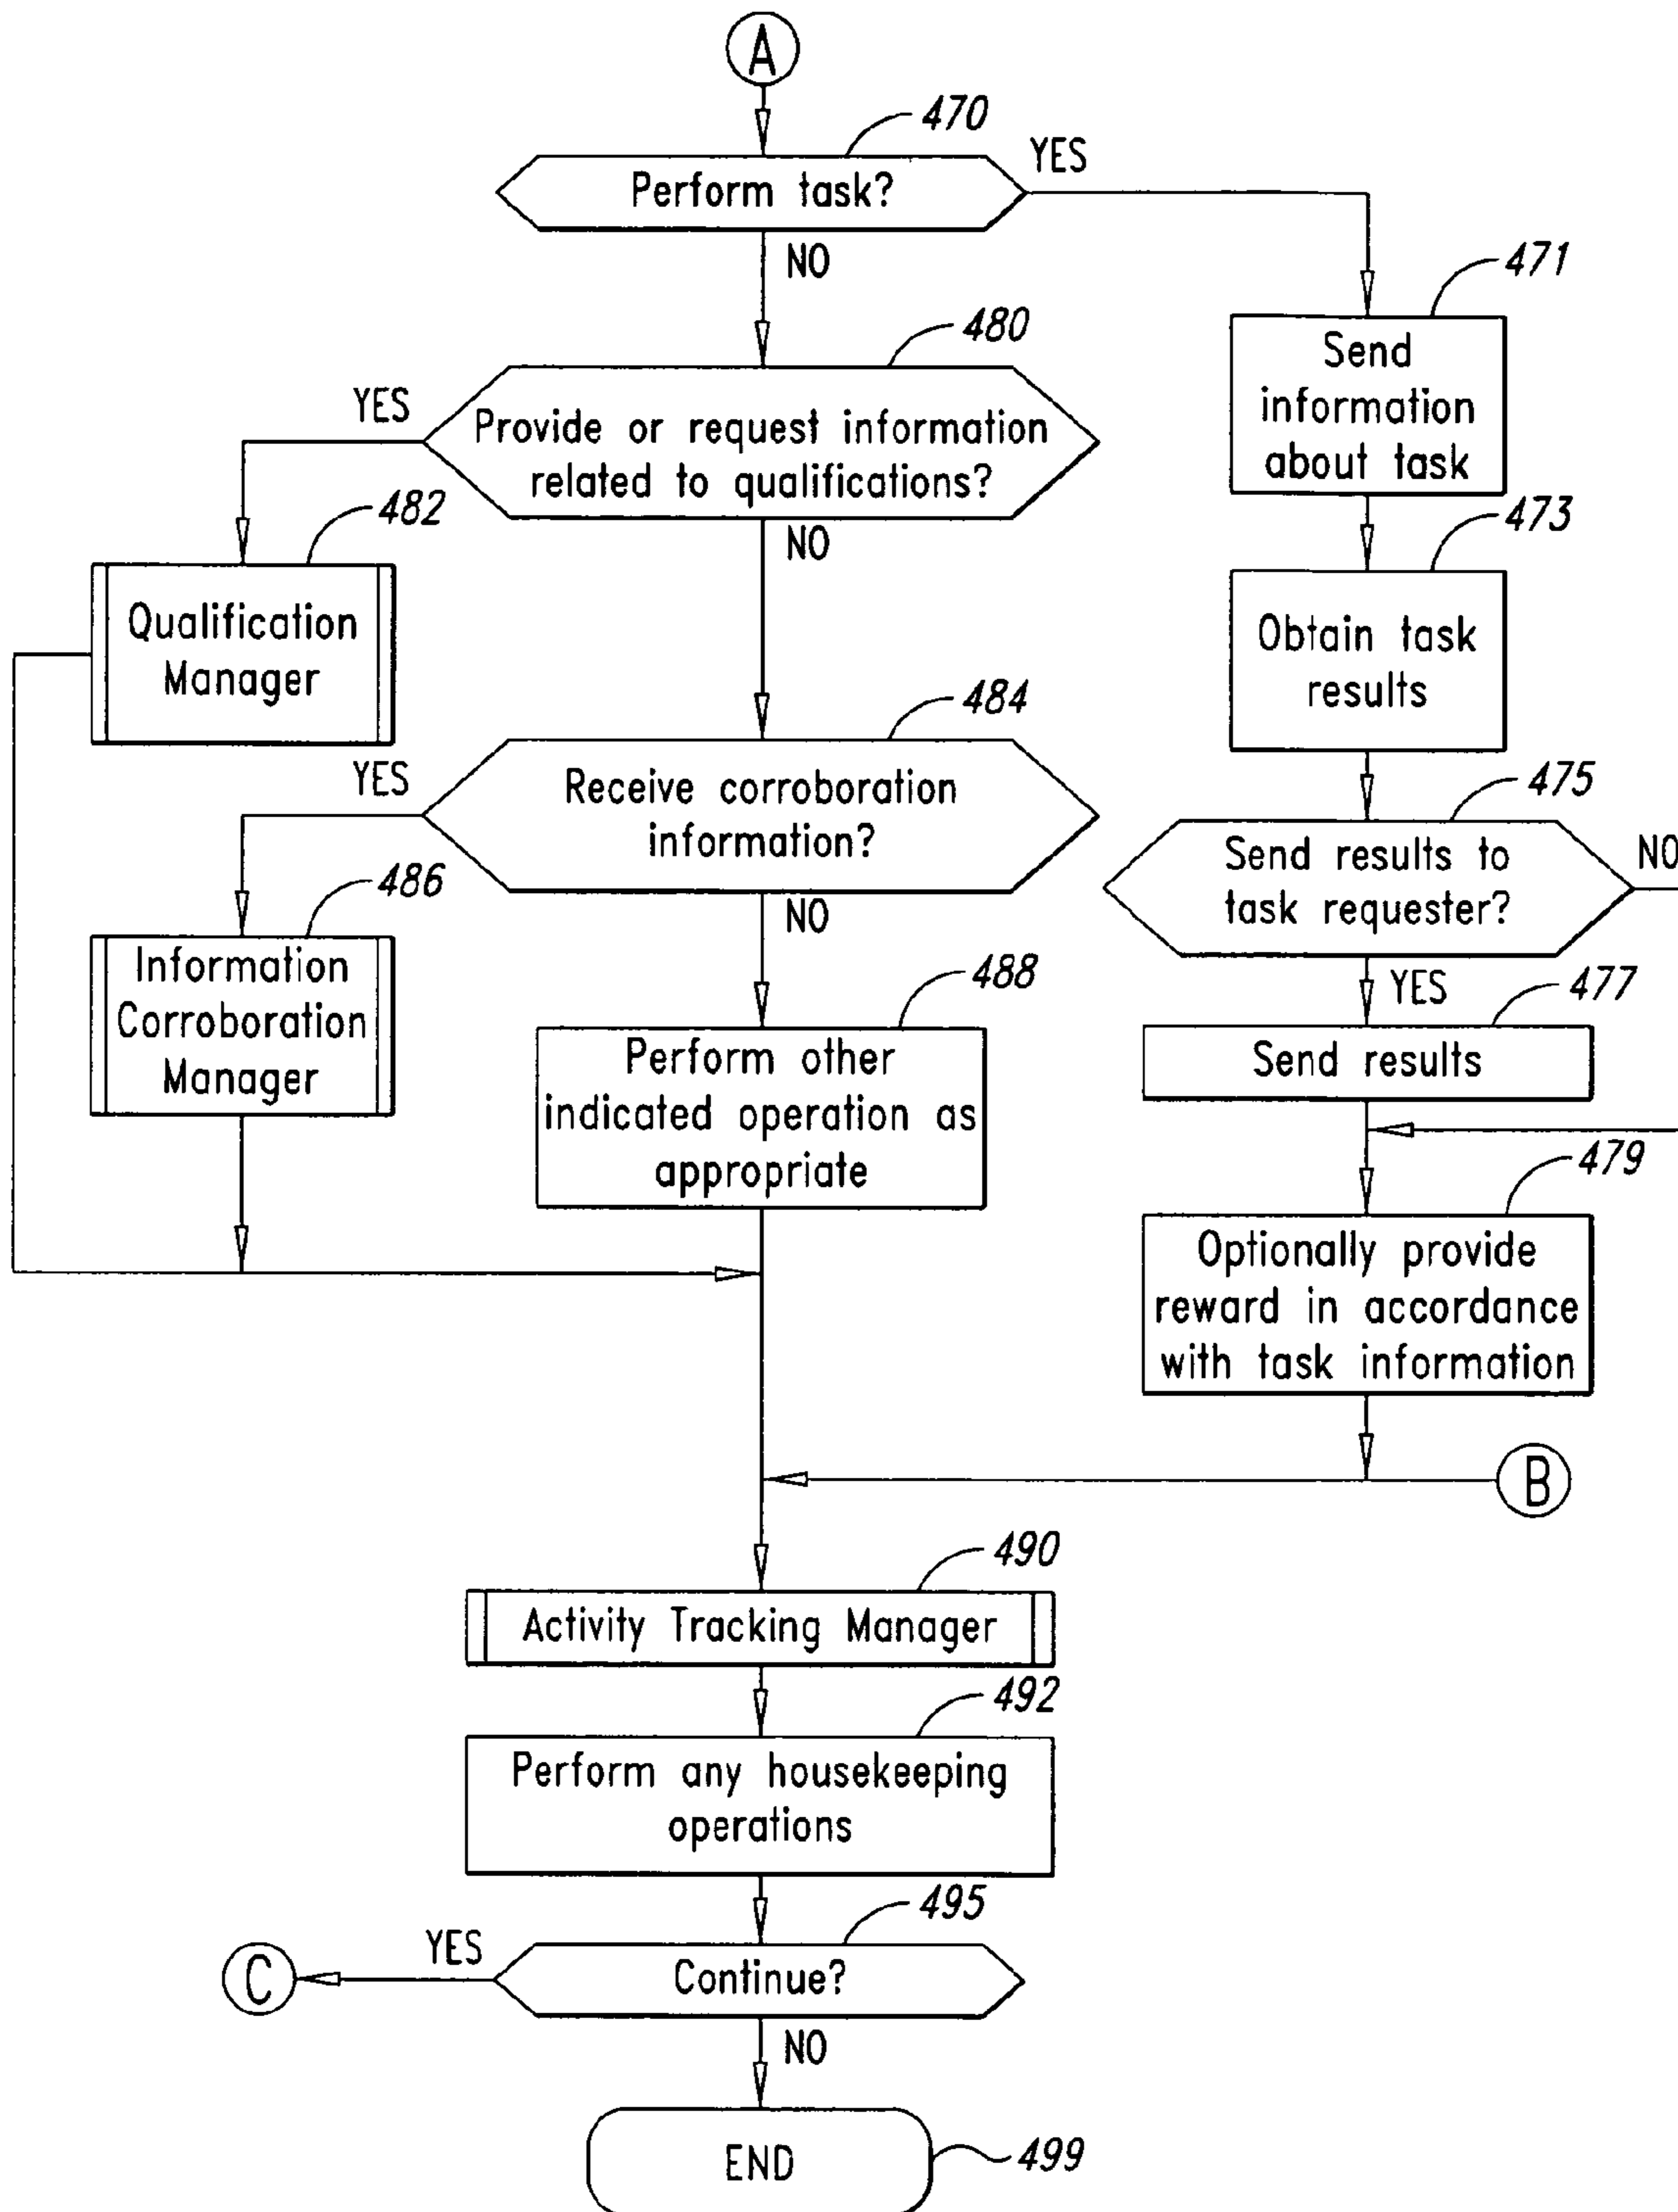 A
470
Perform task?
YES
NO
471
Send
information
about task
480
Provide or request information
related to qualifications?
YES
NO
482
Qualification
Manager
473
Obtain task
results
484
Receive corroboration
information?
YES
NO
475
Send results to
task requester?
NO
YES
486
Information
Corroboration
Manager
488
Perform other
indicated operation as
appropriate
477
Send results
479
Optionally provide
reward in accordance
with task information
B
490
Activity Tracking Manager
492
Perform any housekeeping
operations
495
Continue?
YES
C
NO
END
499